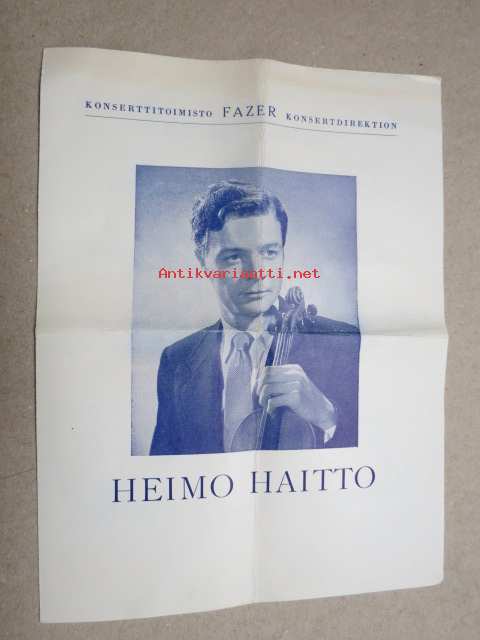 KONSERTTITOIMISTO FAZER KONSERTDIREKTION
Antikvariaatti.net
HEIMO HAITTO